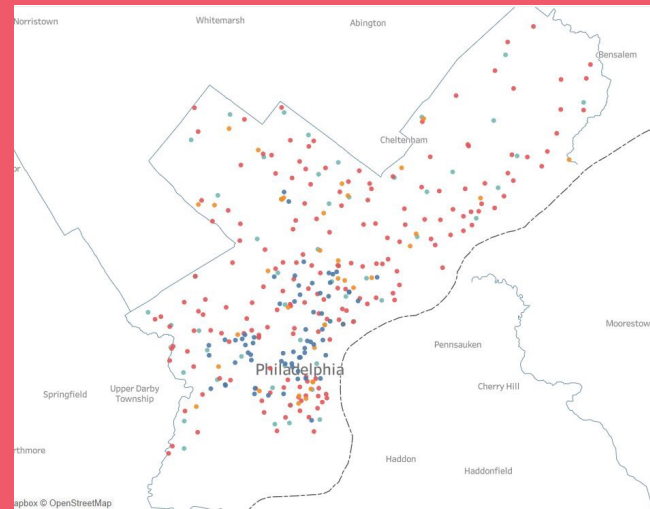 Norristown
Whitemarsh
Abington
Bensalem
Cheltenham
or
Moorestow
Pennsauken
Philadelphia
Cherry Hill
Springfield
Upper Darby
Township
rthmore
Haddon
Haddonfield
apbox © OpenStreetMap